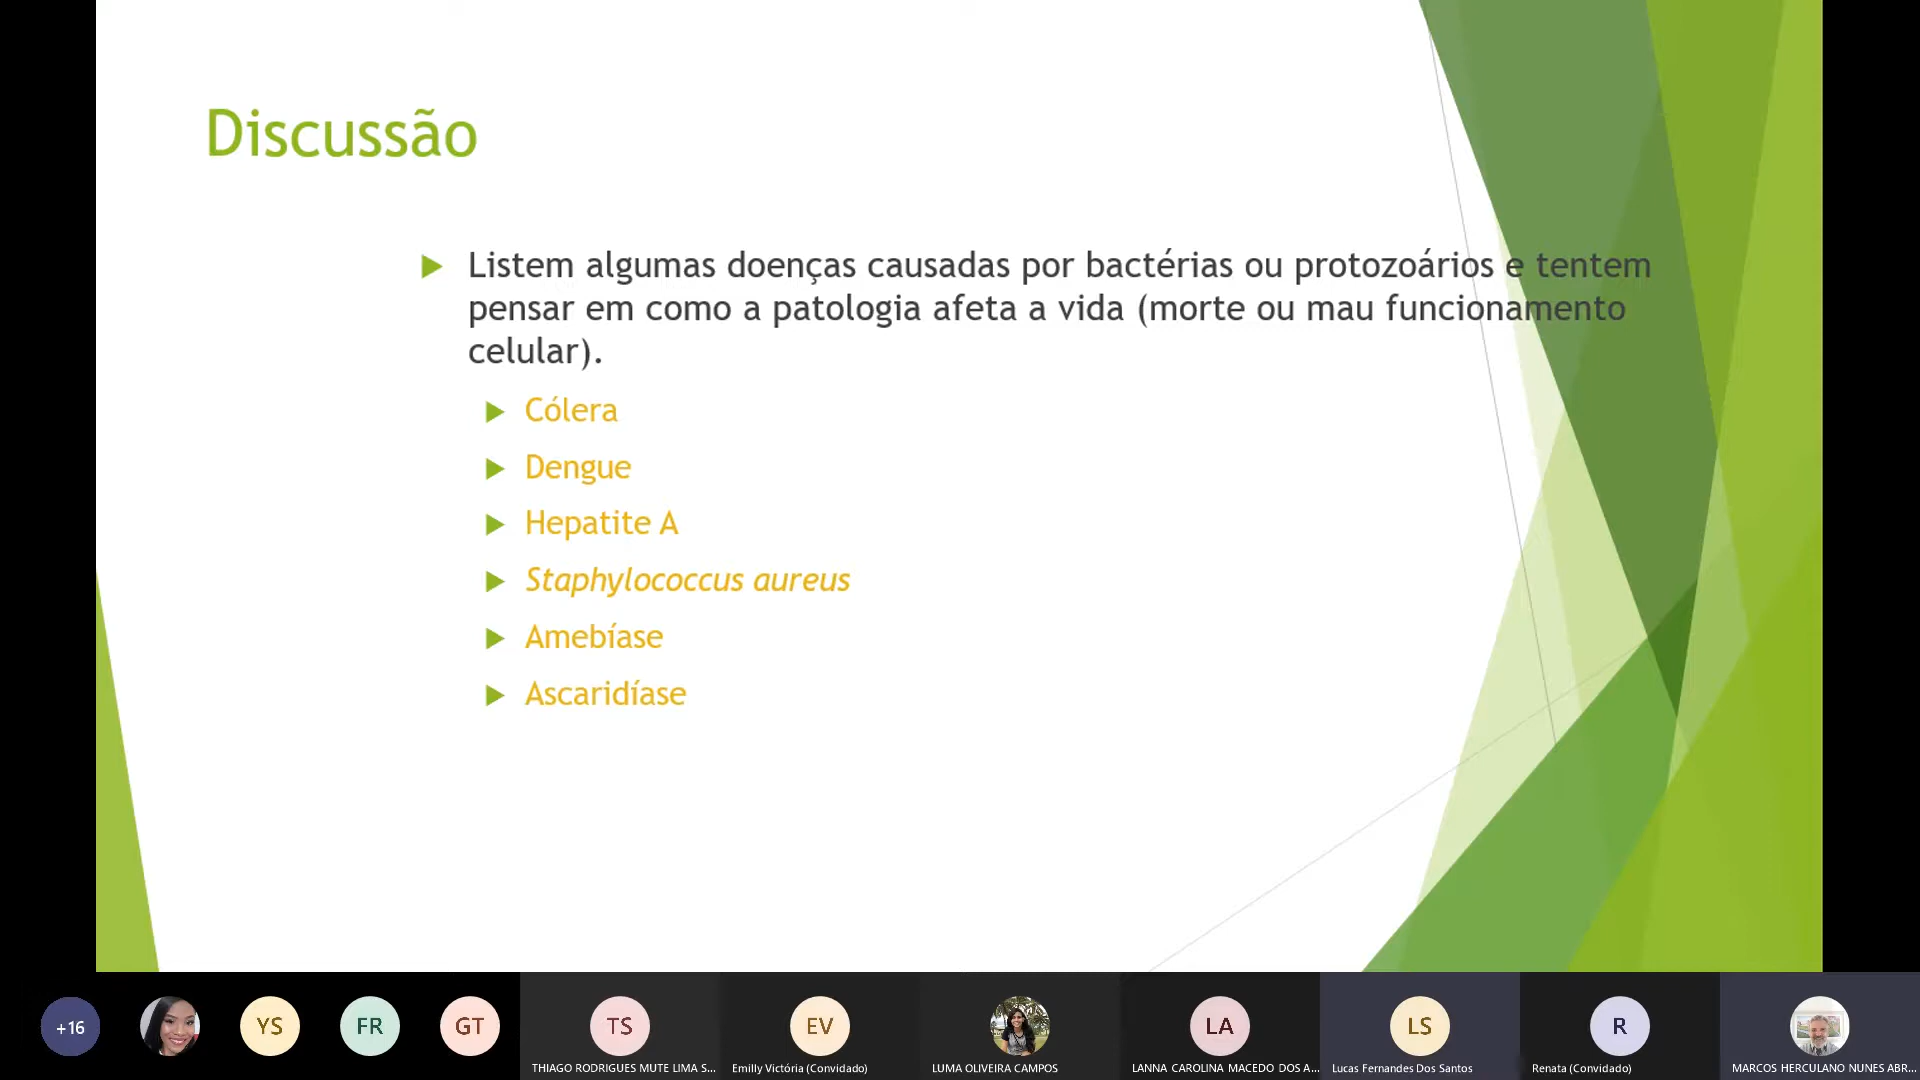 Discussão
Listem algumas doenças causadas por bactérias ou protozoários e tentem
pensar em como a patologia afeta a vida (morte ou mau funcionamento
celular).
Cólera
Dengue
Hepatite A
Staphylococcus aureus
Amebíase
Ascaridíase
+16
YS
FR
GT
TS
EV
LA
LS
R
THIAGO RODRIGUES MUTE LIMA S...
Emilly Victória (Convidado)
LUMA OLIVEIRA CAMPOS
LANNA CAROLINA MACEDO DOS A...
Lucas Fernandes Dos Santos
Renata (Convidado)
MARCOS HERCULANO NUNES ABR...